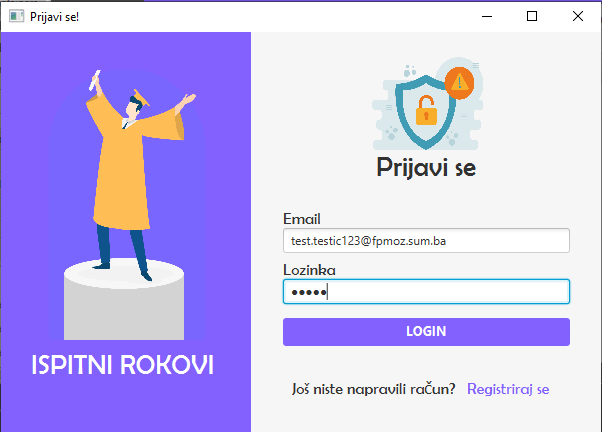 Prijavi se!
Prijavi se
Email
test.testic123@fpmoz.sum.ba
Lozinka
●●●●●
LOGIN
ISPITNI ROKOVI
Još niste napravili račun? Registriraj se